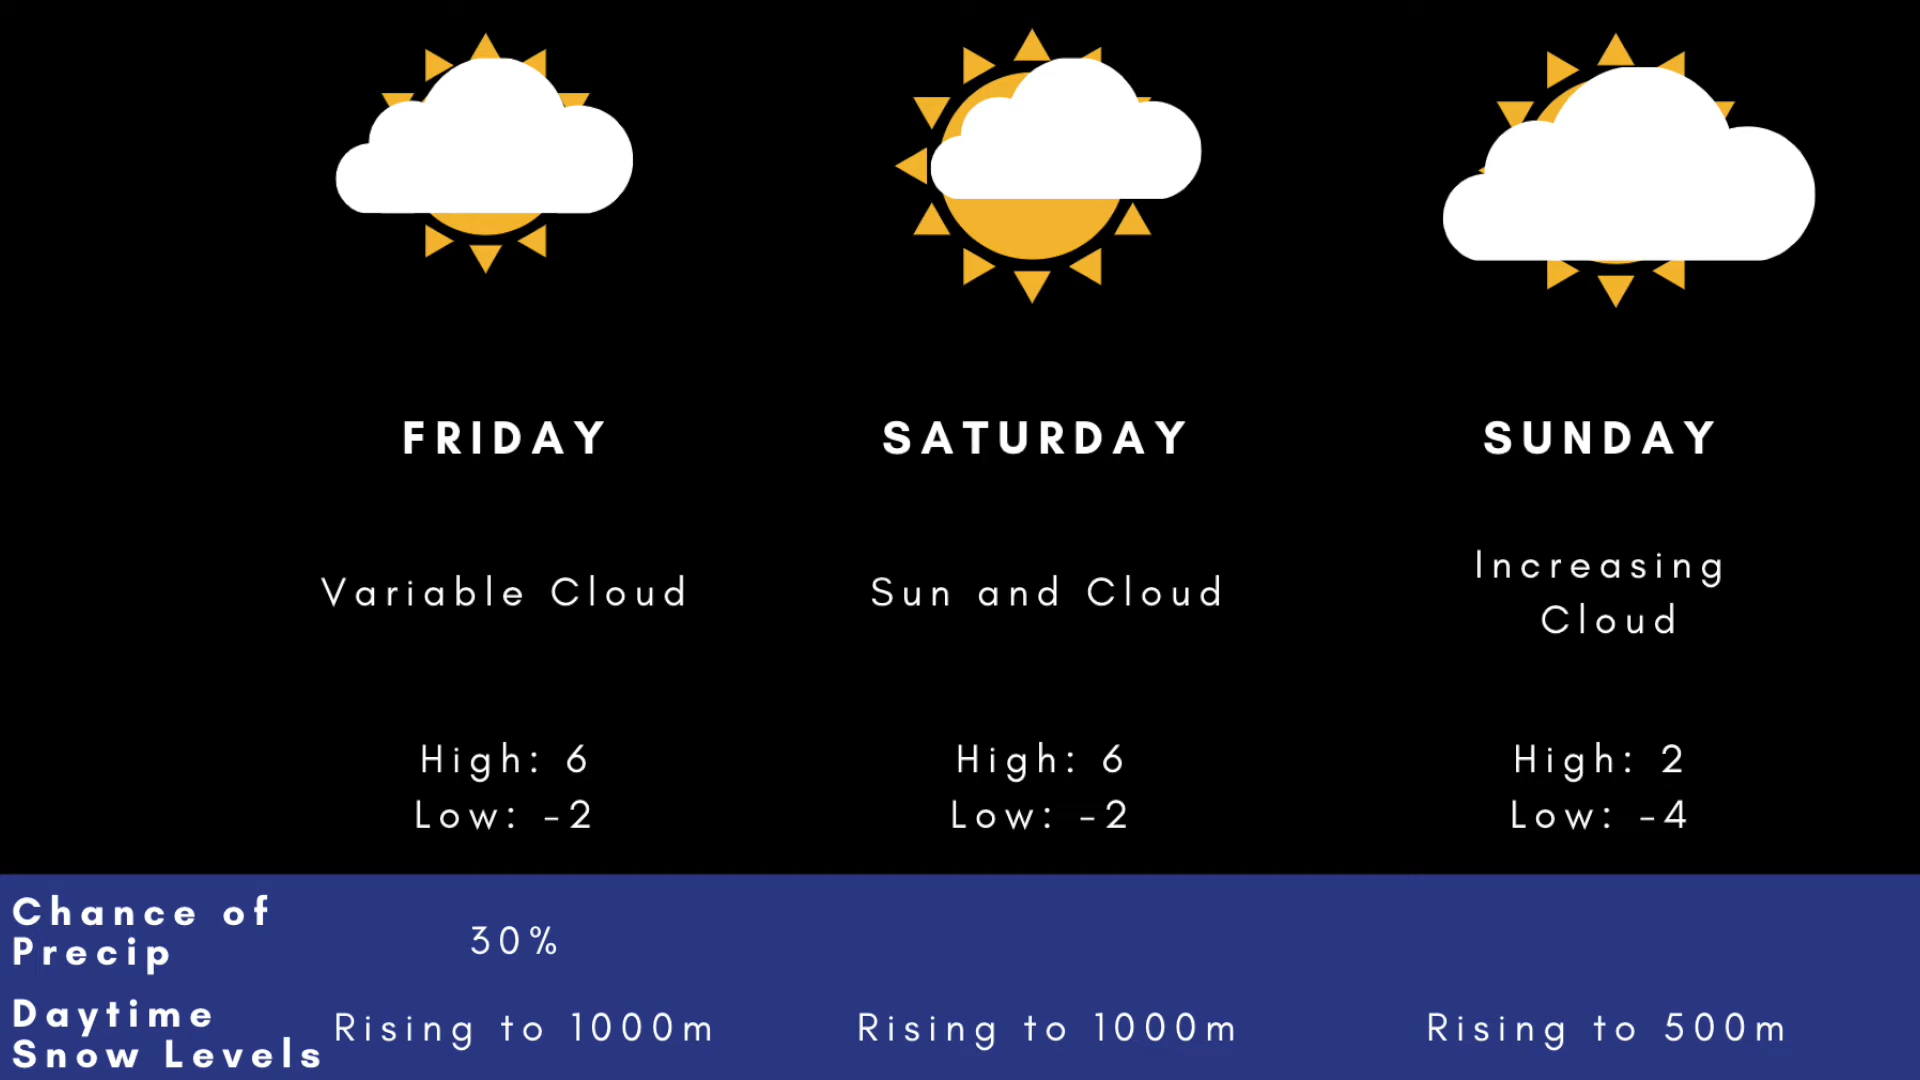 FRIDAY
SATURDAY
SUNDAY
Variable Cloud
Sun and Cloud
Increasing
Cloud
High: 6
Low: -2
High: 6
Low: -2
High: 2
Low: -4
Chance of
Precip
30%
Daytime
Snow Levels
Rising to 1000m
Rising to 1000m
Rising to 500m